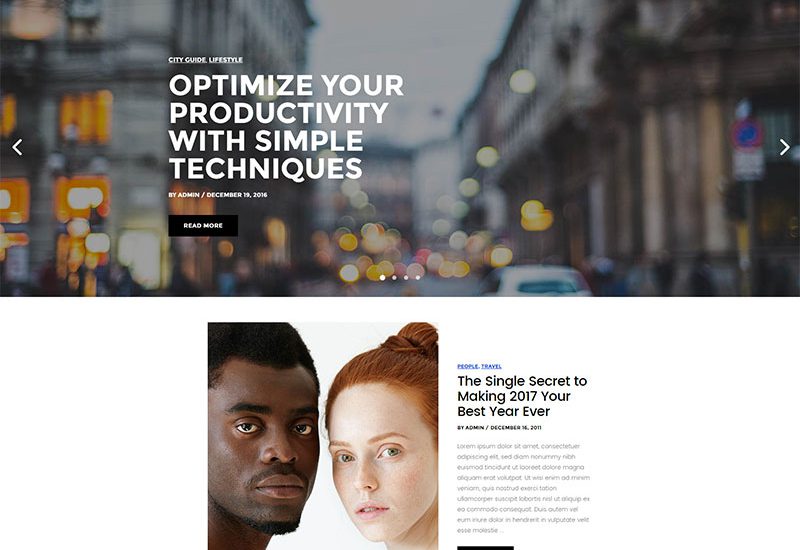 CITY GUIDE, LIFESTYLE
OPTIMIZE YOUR
PRODUCTIVITY
WITH SIMPLE
TECHNIQUES
BY ADMIN / DECEMBER 19, 2016
READ MORE
PEOPLE, TRAVEL
The Single Secret to
Making 2017 Your
Best Year Ever
BY ADMIN / DECEMBER 16, 2011
Lorem ipsum dolor sit amet, consectetuer
adipiscing elit, sed diam nonummy nibh
euismod tincidunt ut laoreet dolore magna
aliquam erat volutpat. Ut wisi enim ad minim
veniam, quis nostrud exerci tation
ullamcorper suscipit lobortis nisl ut aliquip ex
ea commodo consequat. Duis autem vel
eum iriure dolor in hendrerit in vulputate velit
esse molestie ...